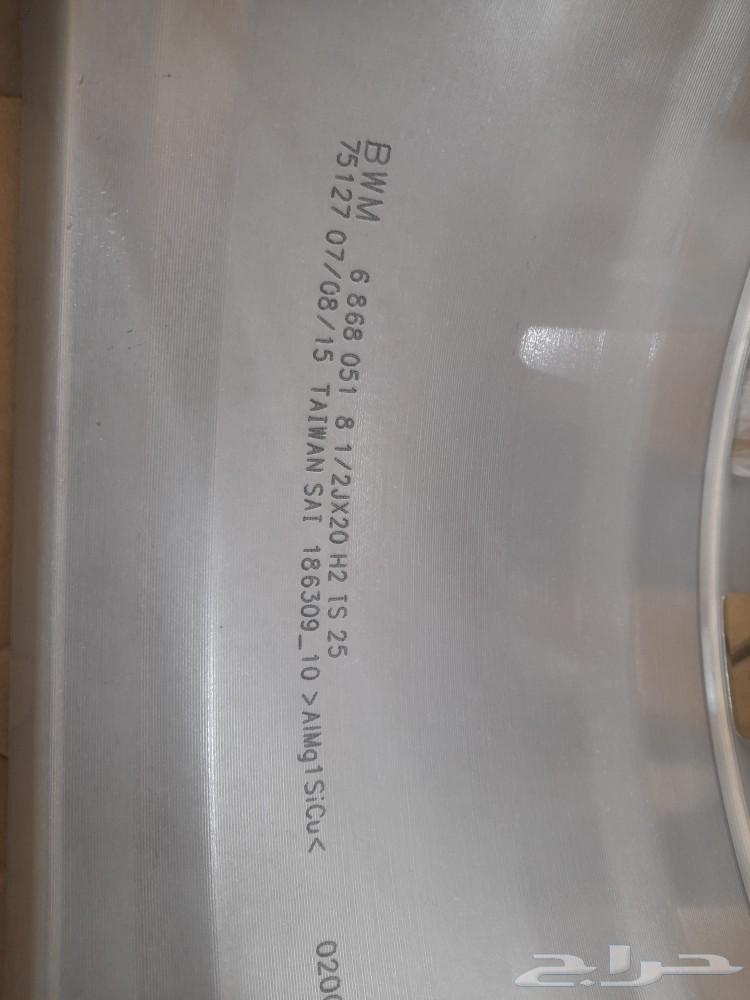 BWM 6 868 051 8 1/2JX20 H2 IS 25
75127 07/08/15 TAIWAN SAI 186309_10 >AlMg1SiCu<
020
حراج